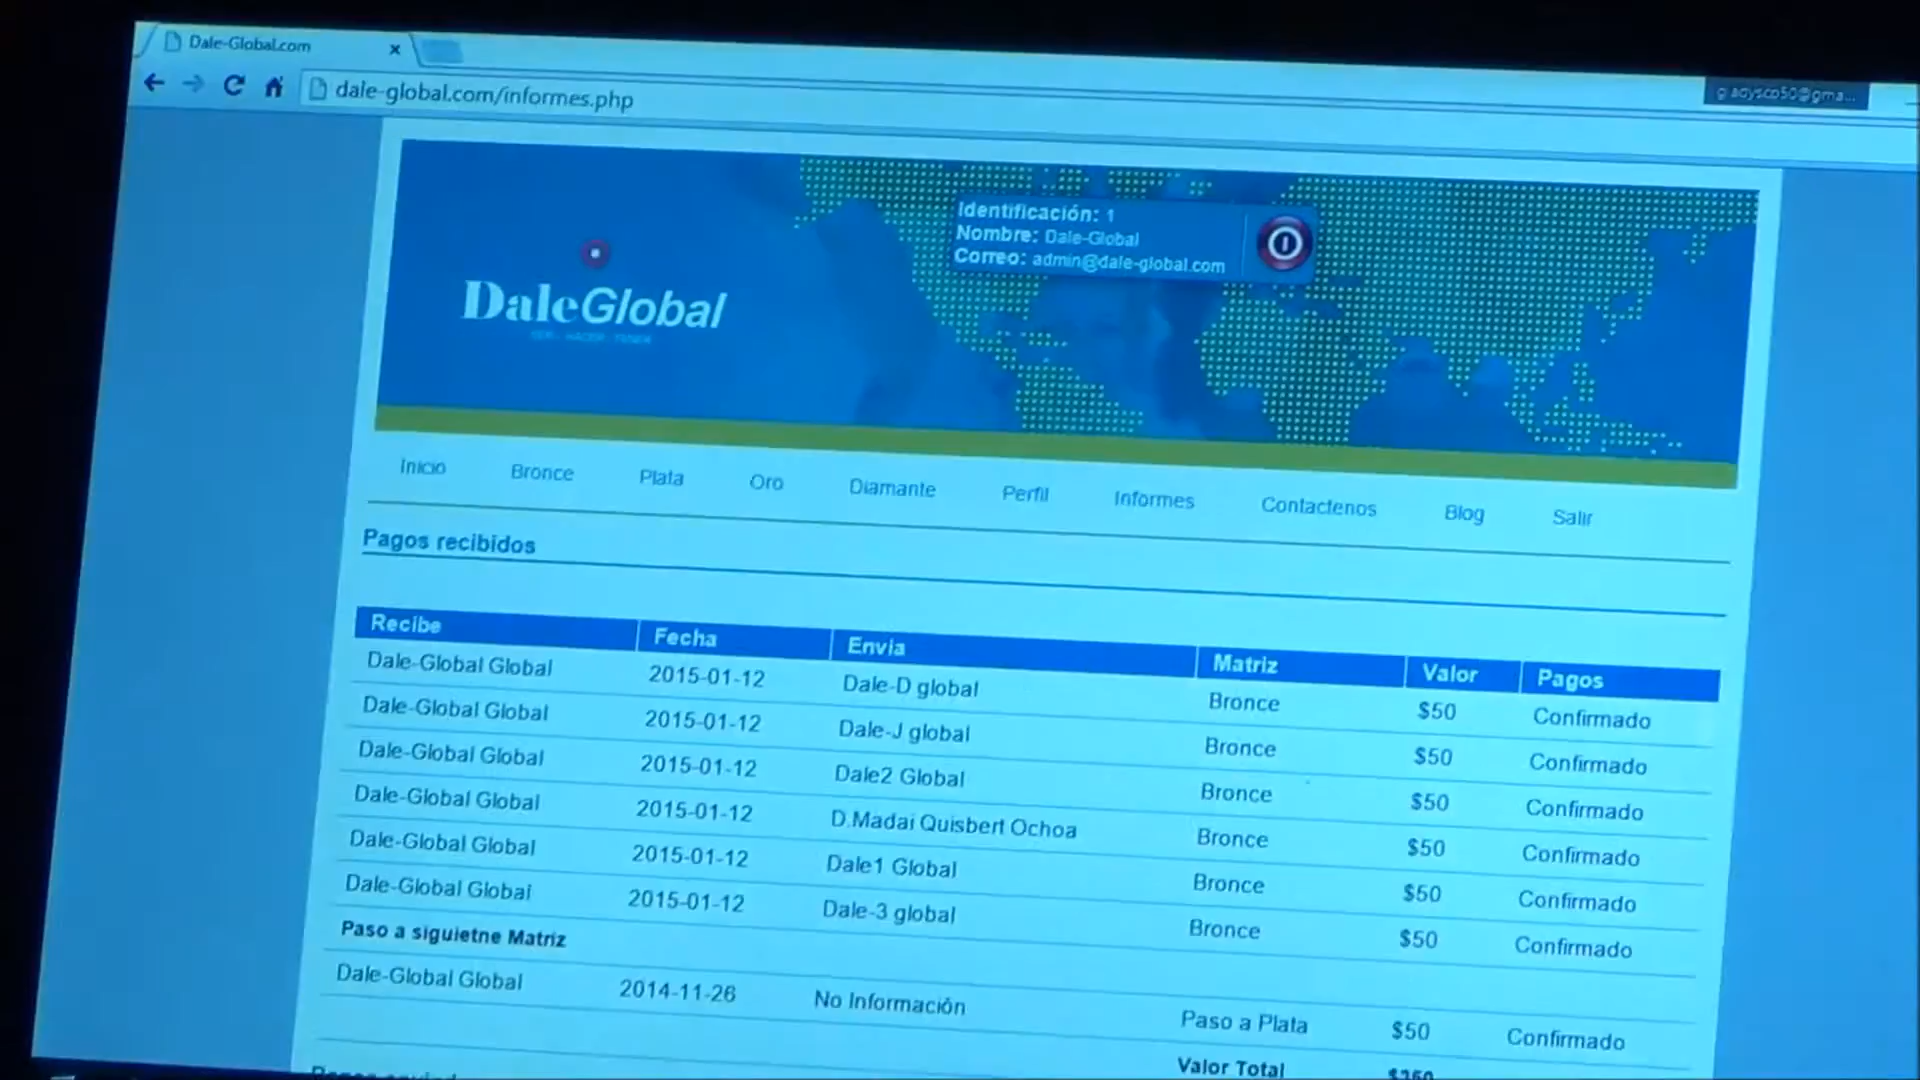 Dale-Global.com
dale-global.com/informes.php
gladysco50@gma...
Identificación: 1
Nombre: Dale-Global
Correo: admin@dale-global.com
DaleGlobal
Inicio Bronce Plata Oro Diamante Perfil Informes Contactenos Blog Salir
Pagos recibidos
Recibe Fecha Envia Matriz Valor Pagos
Dale-Global Global 2015-01-12 Dale-D global Bronce $50 Confirmado
Dale-Global Global 2015-01-12 Dale-J global Bronce $50 Confirmado
Dale-Global Global 2015-01-12 Dale2 Global Bronce $50 Confirmado
Dale-Global Global 2015-01-12 D.Madai Quisbert Ochoa Bronce $50 Confirmado
Dale-Global Global 2015-01-12 Dale1 Global Bronce $50 Confirmado
Dale-Global Global 2015-01-12 Dale-3 global Bronce $50 Confirmado
Paso a siguietne Matriz
Dale-Global Global 2014-11-26 No Información Paso a Plata $50 Confirmado
Valor Total $350